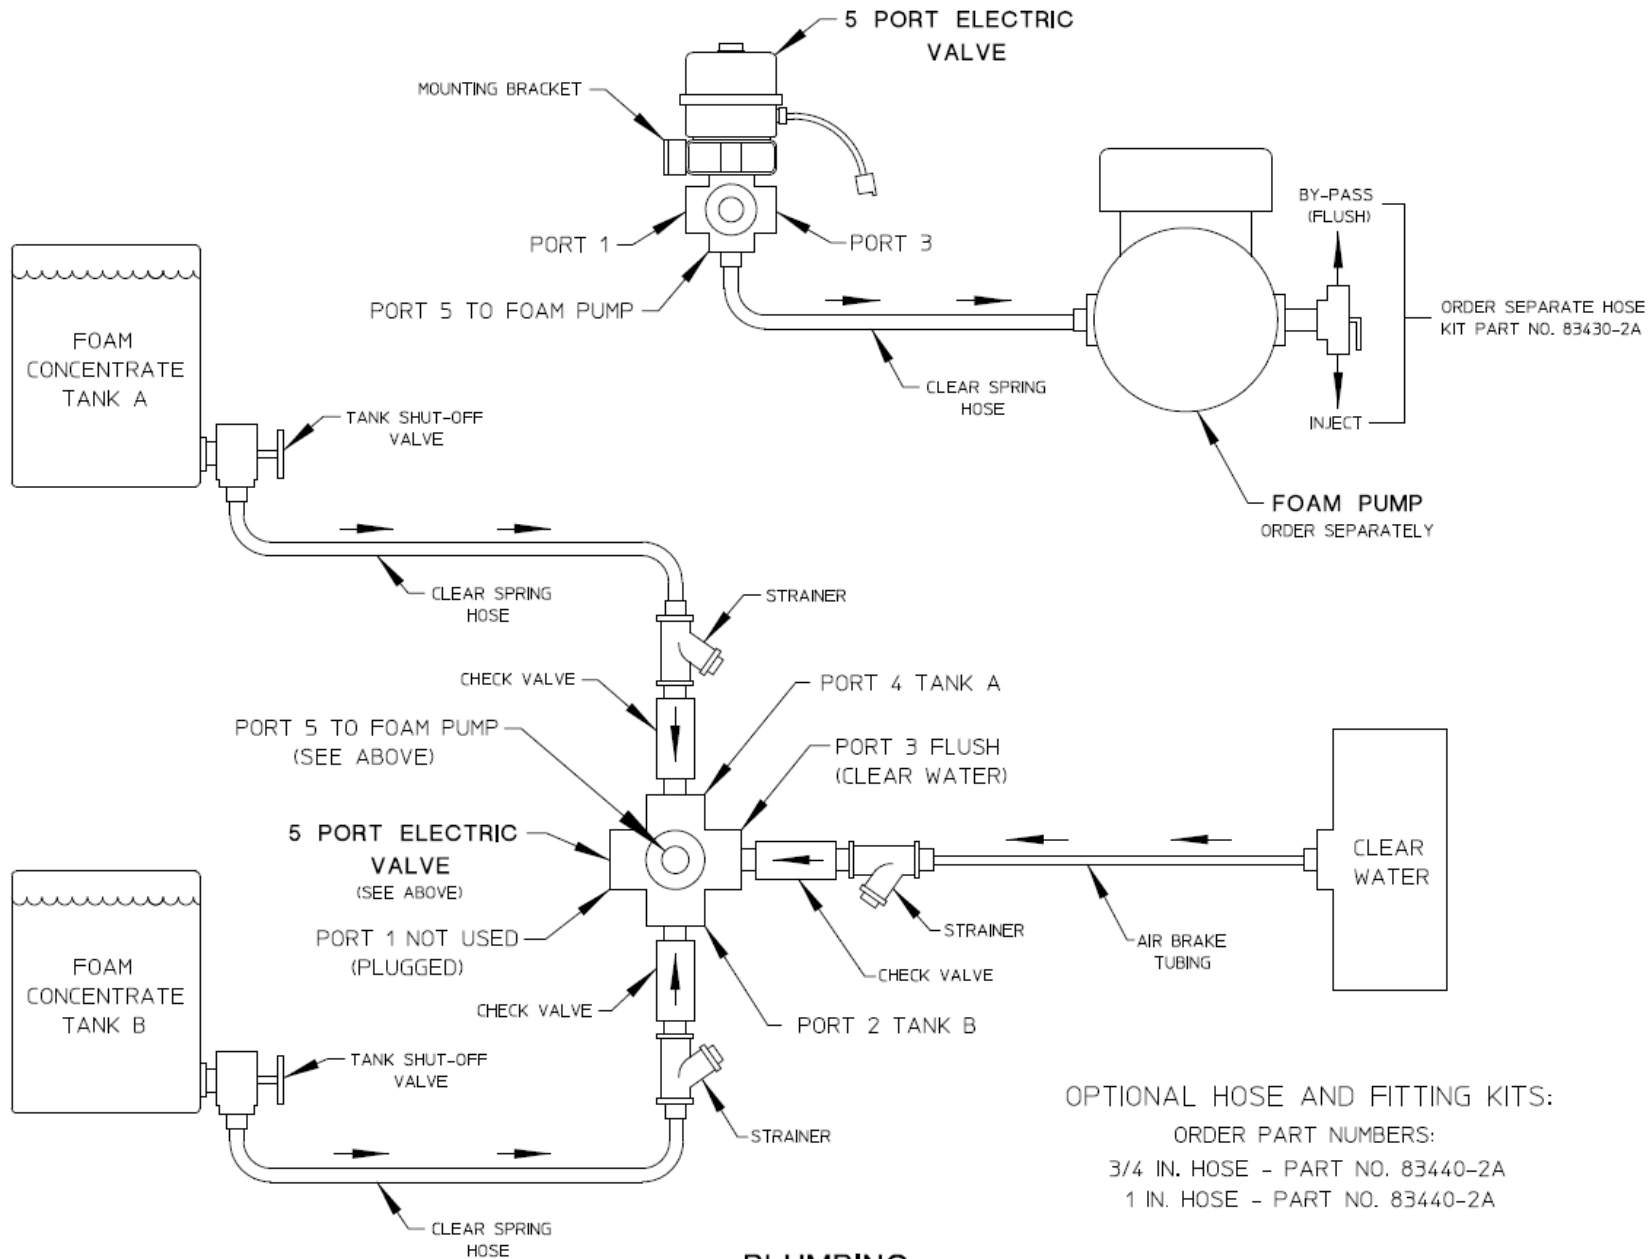 5 PORT ELECTRIC
VALVE
MOUNTING BRACKET
PORT 1
PORT 3
PORT 5 TO FOAM PUMP
BY-PASS
(FLUSH)
ORDER SEPARATE HOSE
KIT PART NO. 83430-2A
INJECT
CLEAR SPRING
HOSE
FOAM PUMP
ORDER SEPARATELY
FOAM
CONCENTRATE
TANK A
TANK SHUT-OFF
VALVE
CLEAR SPRING
HOSE
STRAINER
CHECK VALVE
PORT 4 TANK A
PORT 5 TO FOAM PUMP
(SEE ABOVE)
PORT 3 FLUSH
(CLEAR WATER)
5 PORT ELECTRIC
VALVE
(SEE ABOVE)
PORT 1 NOT USED
(PLUGGED)
CLEAR
WATER
STRAINER
AIR BRAKE
TUBING
CHECK VALVE
CHECK VALVE
PORT 2 TANK B
FOAM
CONCENTRATE
TANK B
TANK SHUT-OFF
VALVE
STRAINER
CLEAR SPRING
HOSE
OPTIONAL HOSE AND FITTING KITS:
ORDER PART NUMBERS:
3/4 IN. HOSE - PART NO. 83440-2A
1 IN. HOSE - PART NO. 83440-2A
PLUMBING